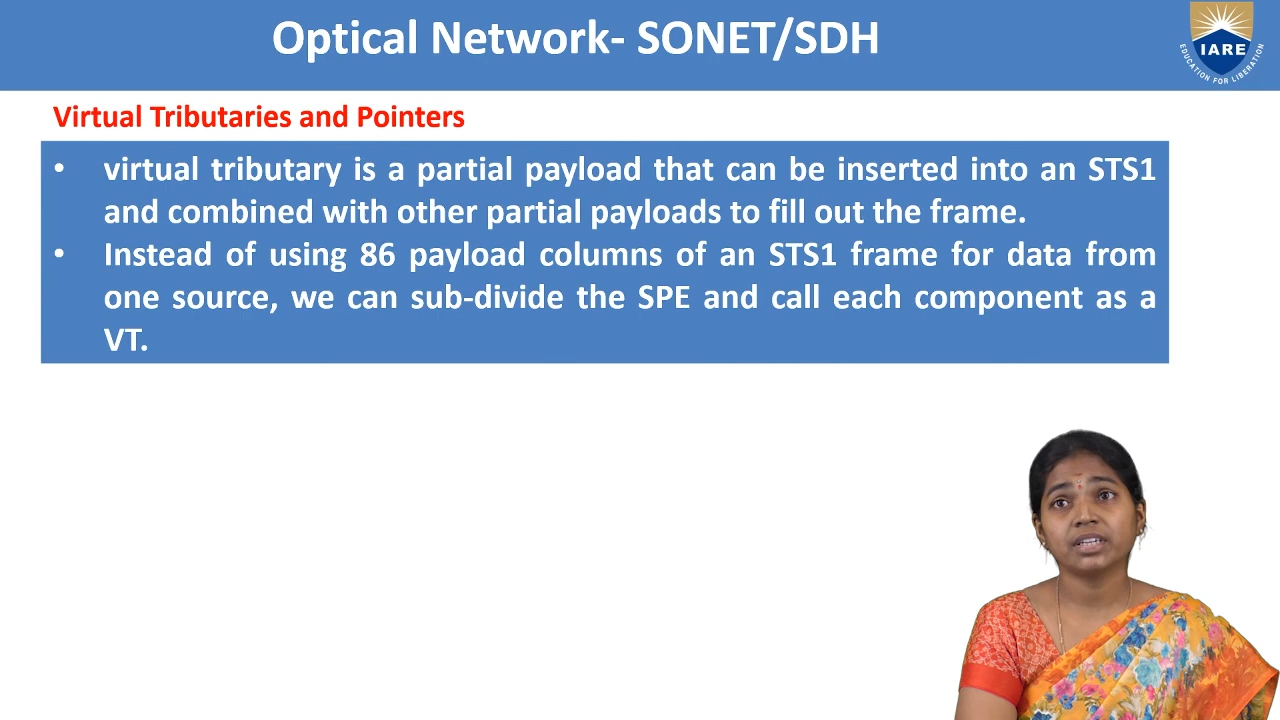 Optical Network- SONET/SDH
IARE
EDUCATION FOR LIBERATION
Virtual Tributaries and Pointers
• virtual tributary is a partial payload that can be inserted into an STS1
and combined with other partial payloads to fill out the frame.
• Instead of using 86 payload columns of an STS1 frame for data from
one source, we can sub-divide the SPE and call each component as a
VT.